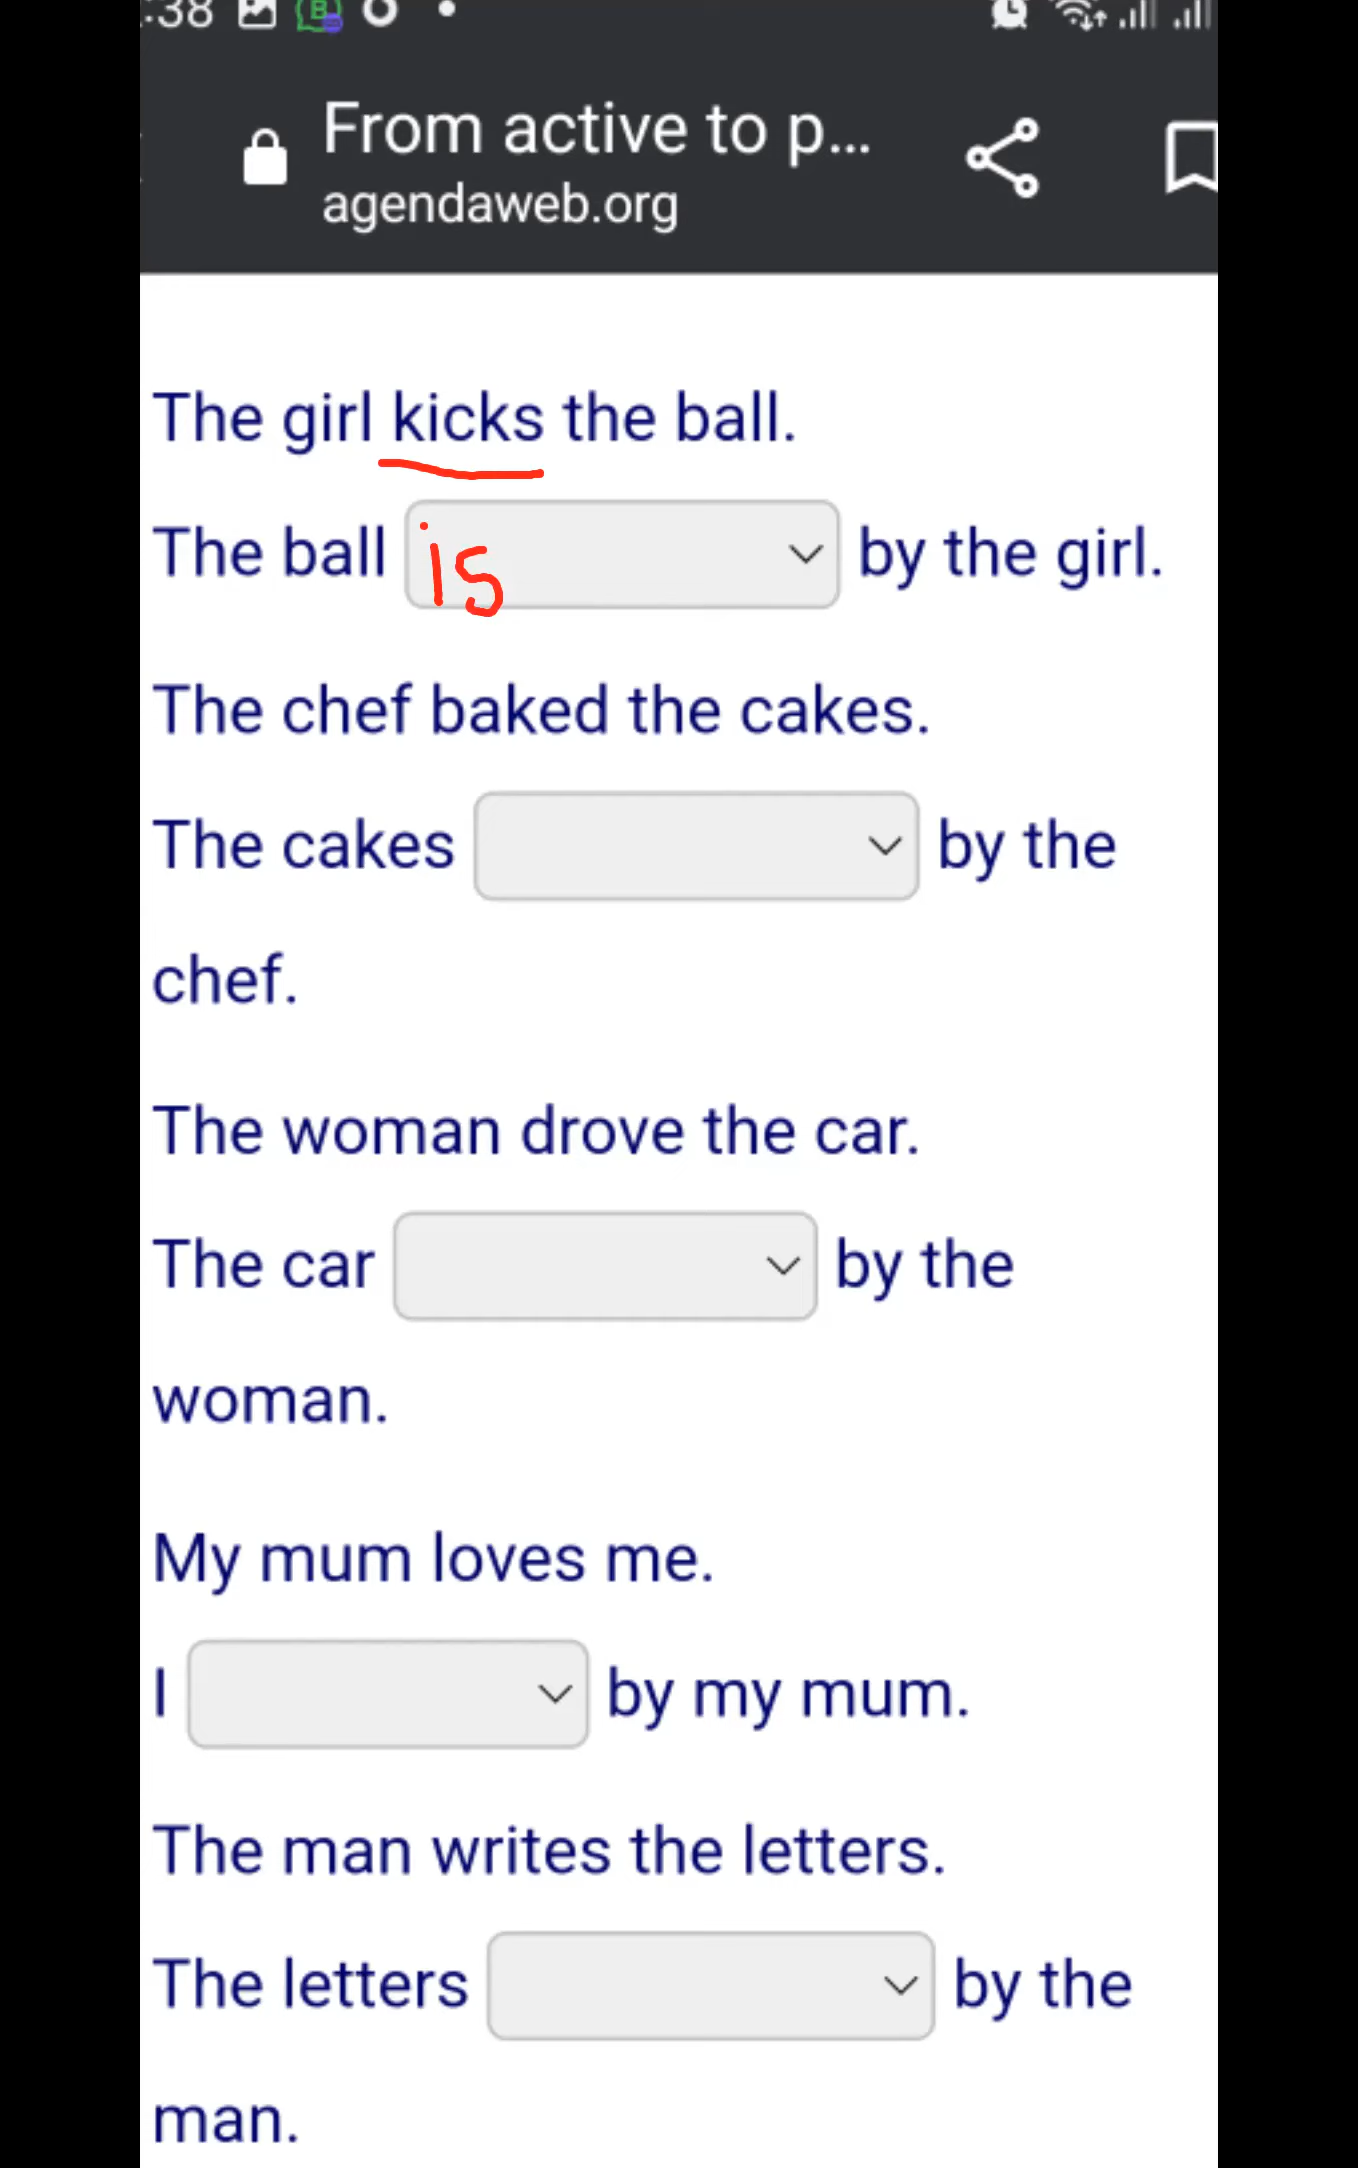 :38
From active to p...
agendaweb.org
The girl kicks the ball.
The ball is by the girl.
The chef baked the cakes.
The cakes by the
chef.
The woman drove the car.
The car by the
woman.
My mum loves me.
I by my mum.
The man writes the letters.
The letters by the
man.